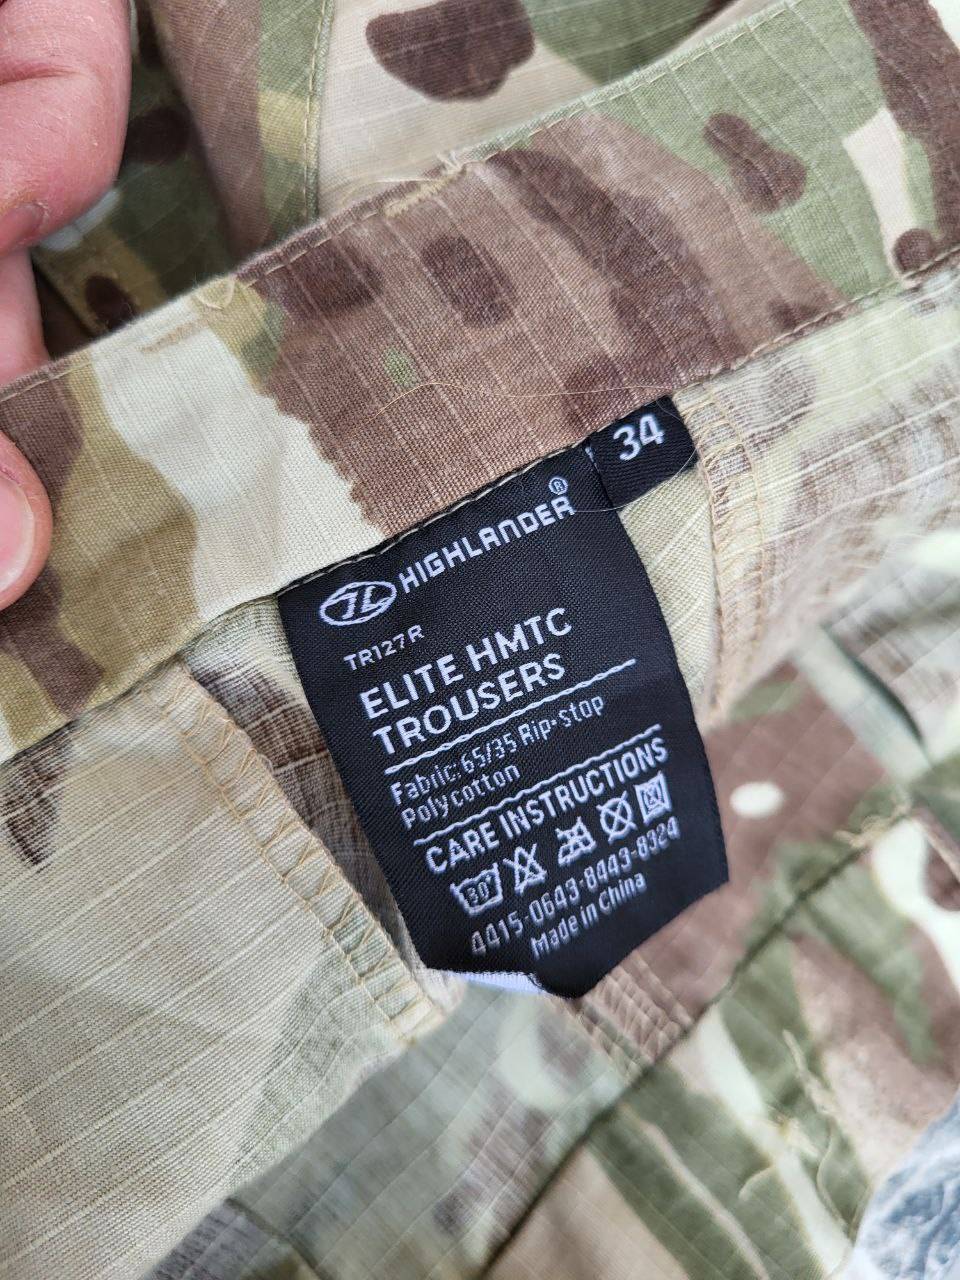 34
HIGHLANDER®
TR127R
ELITE HMTC
TROUSERS
Fabric: 65/35 Rip-stop
Polycotton
CARE INSTRUCTIONS
30°
4415-0643-8443-8324
Made in China